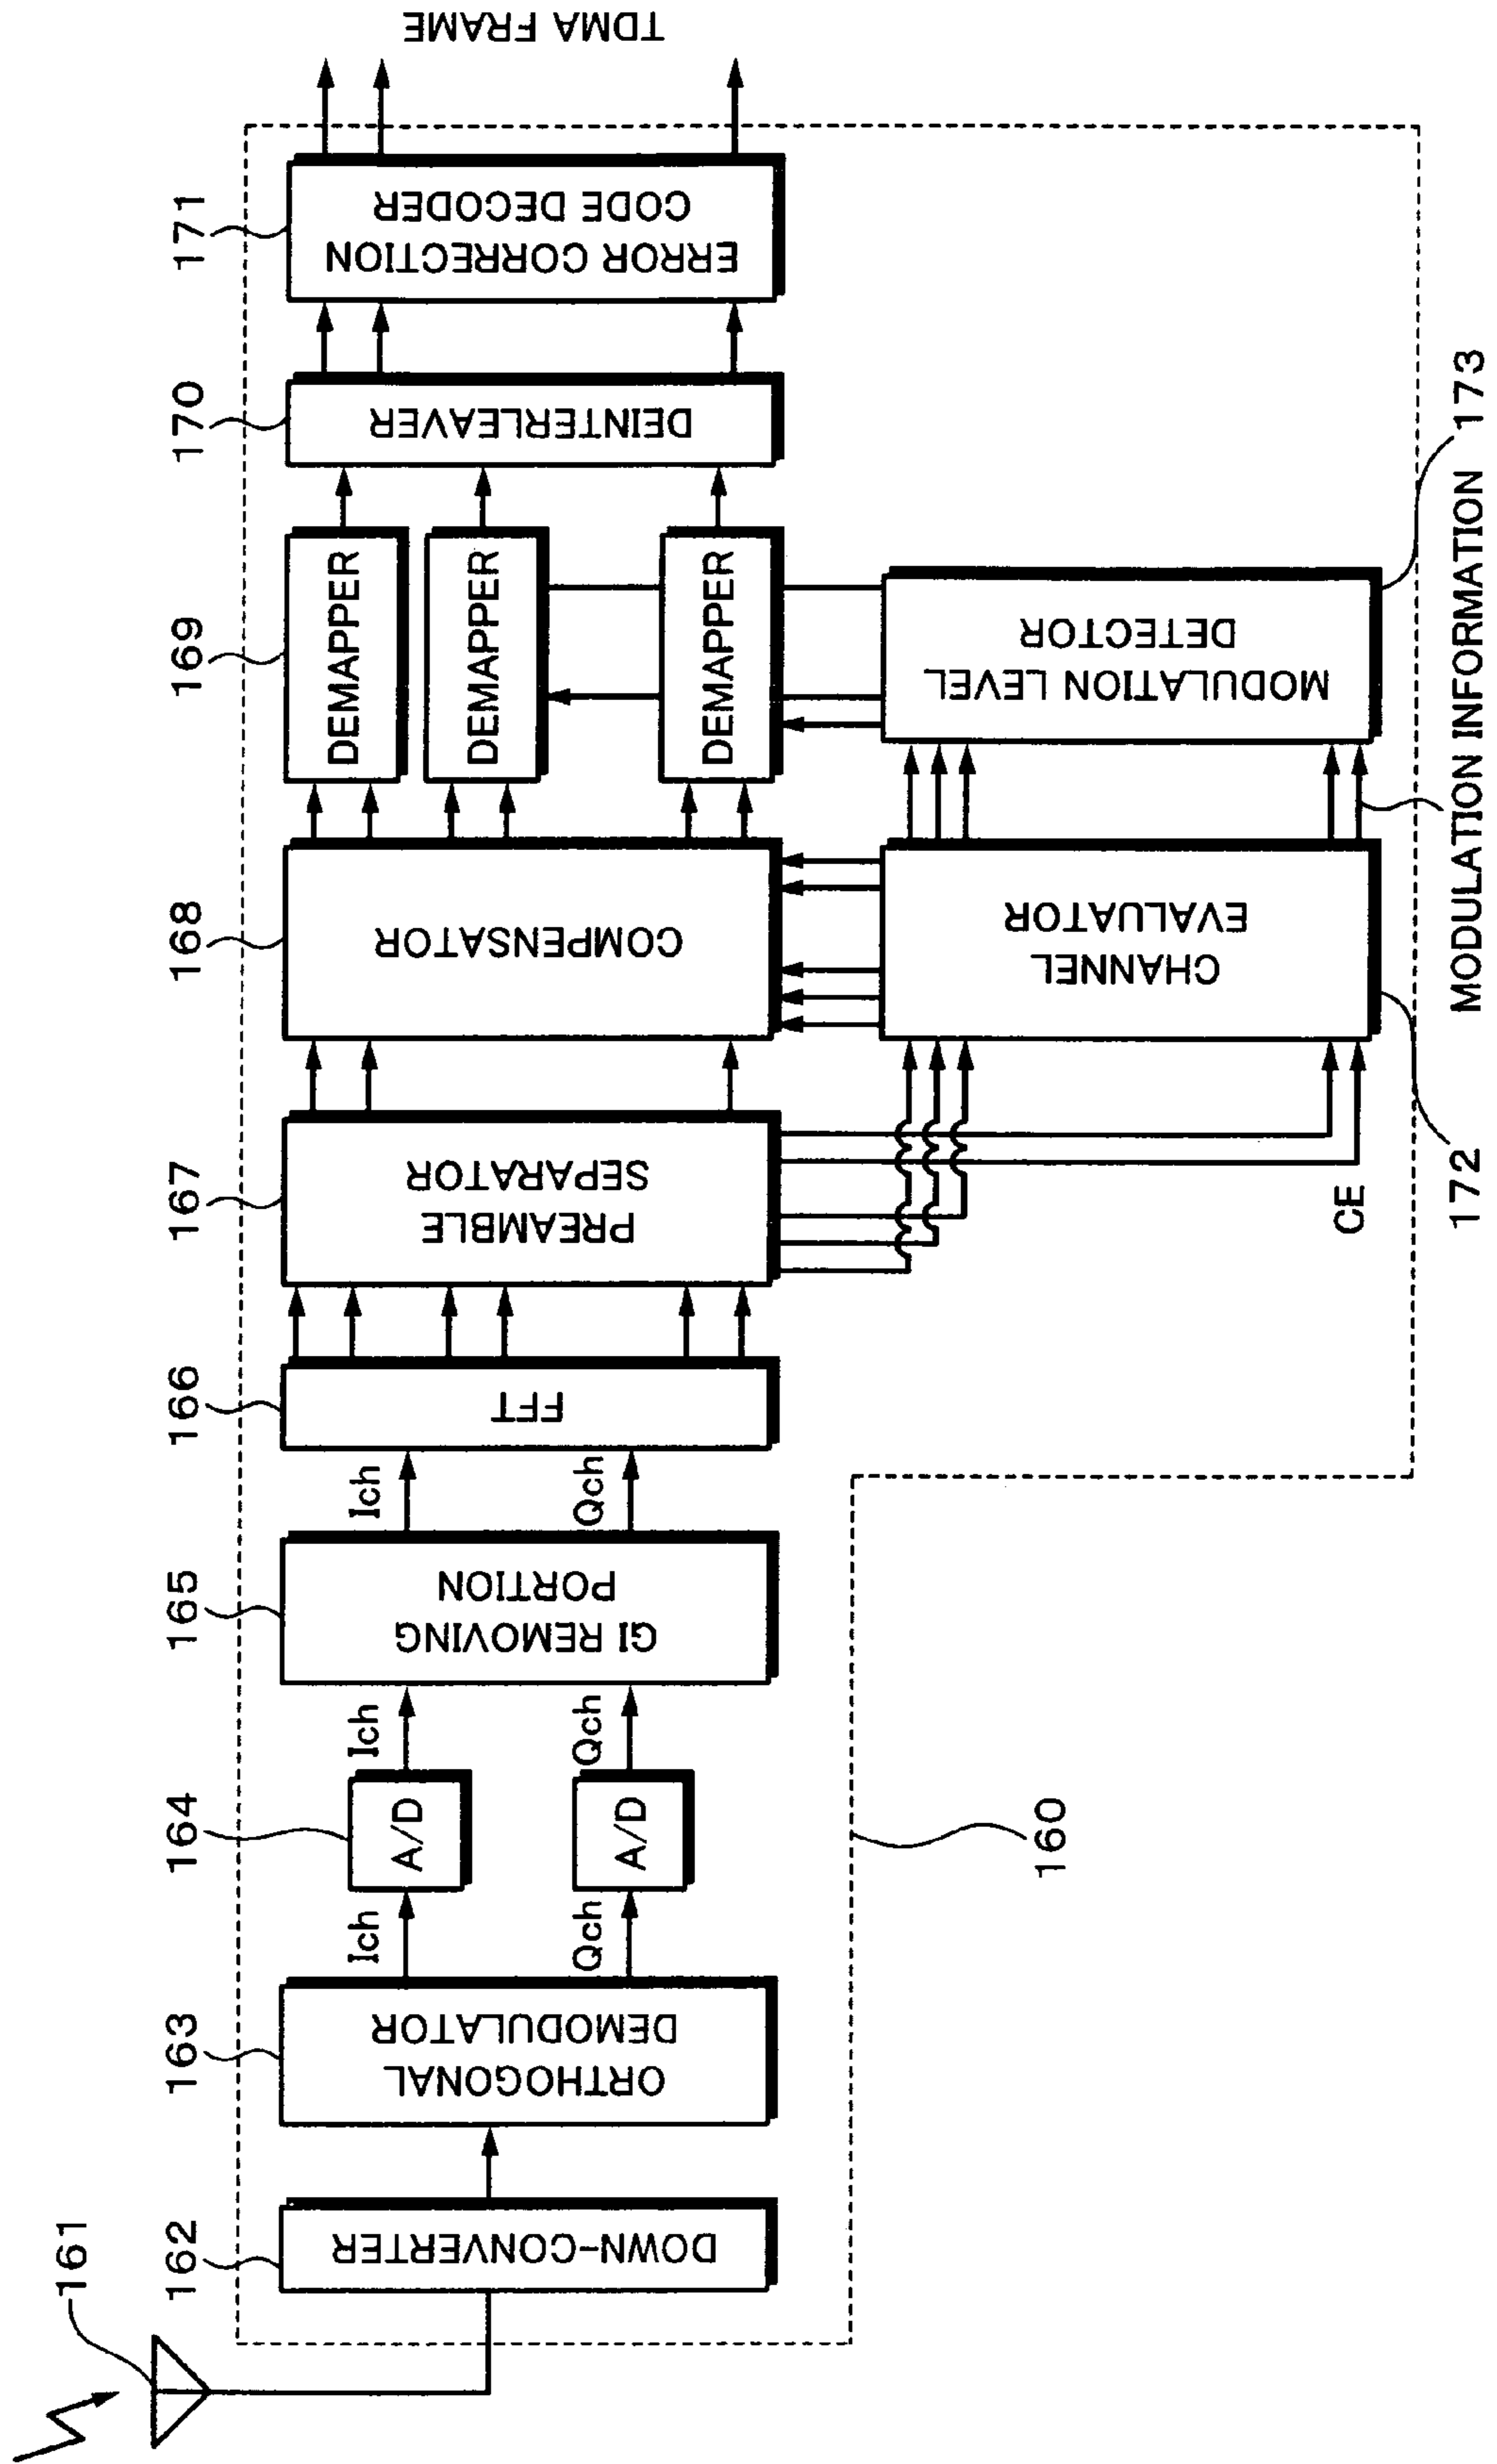 161
162
DOWN-CONVERTER
163
ORTHOGONAL
DEMODULATOR
Ich
Qch
164
A/D
A/D
Ich
Qch
165
GI REMOVING
PORTION
Ich
Qch
166
FFT
167
PREAMBLE
SEPARATOR
168
COMPENSATOR
169
DEMAPPER
DEMAPPER
DEMAPPER
170
DEINTERLEAVER
171
ERROR CORRECTION
CODE DECODER
TDMA FRAME
160
CE
172
CHANNEL
EVALUATOR
MODULATION INFORMATION
173
MODULATION LEVEL
DETECTOR